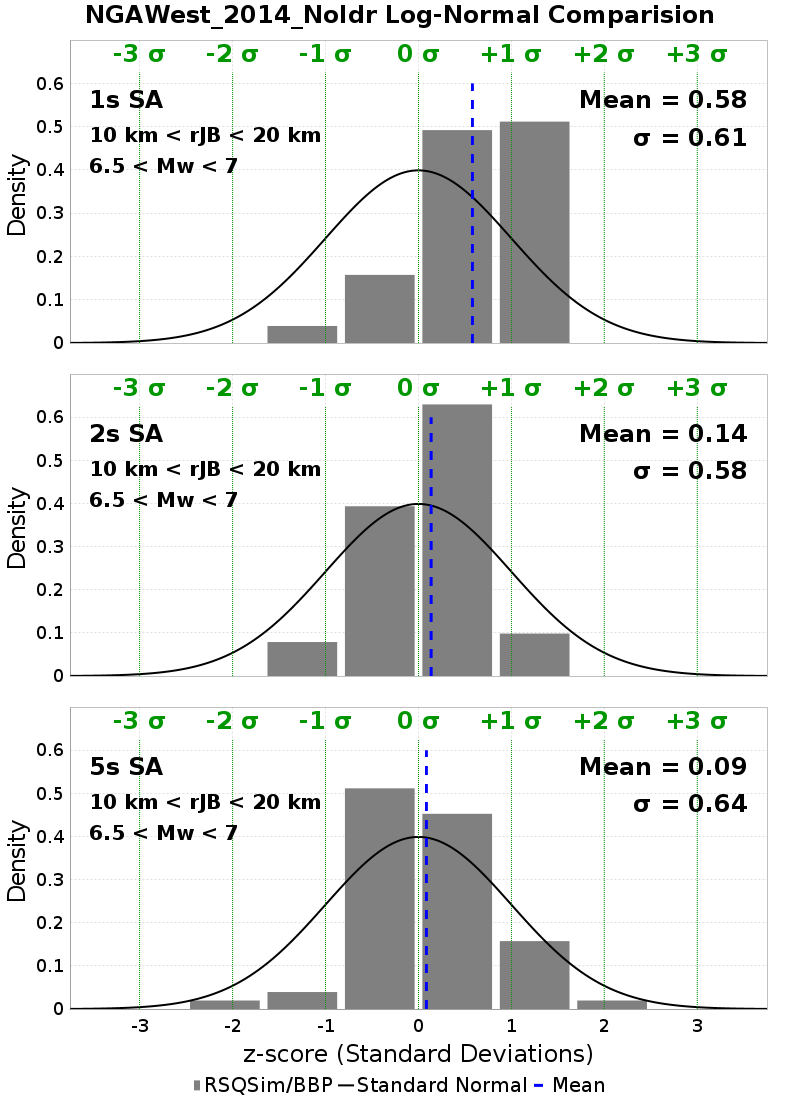 NGAWest_2014_NoIdr Log-Normal Comparision
-3 σ -2 σ -1 σ 0 σ +1 σ +2 σ +3 σ
1s SA
10 km < rJB < 20 km
6.5 < Mw < 7
Mean = 0.58
σ = 0.61
Density
0.6
0.5
0.4
0.3
0.2
0.1
0
-3 σ -2 σ -1 σ 0 σ +1 σ +2 σ +3 σ
2s SA
10 km < rJB < 20 km
6.5 < Mw < 7
Mean = 0.14
σ = 0.58
Density
0.6
0.5
0.4
0.3
0.2
0.1
0
-3 σ -2 σ -1 σ 0 σ +1 σ +2 σ +3 σ
5s SA
10 km < rJB < 20 km
6.5 < Mw < 7
Mean = 0.09
σ = 0.64
Density
0.6
0.5
0.4
0.3
0.2
0.1
0
-3 -2 -1 0 1 2 3
z-score (Standard Deviations)
RSQSim/BBP Standard Normal Mean